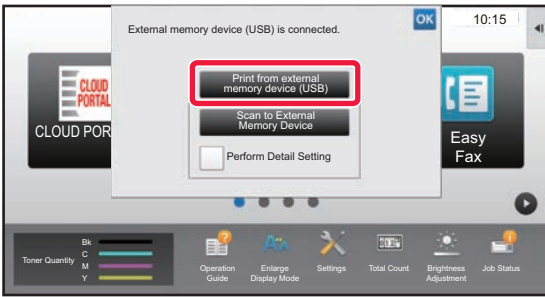 External memory device (USB) is connected.
OK
10:15
Print from external
memory device (USB)
Scan to External
Memory Device
Perform Detail Setting
CLOUD
PORTAL
CLOUD POR
Easy
Fax
Toner Quantity
Bk
C
M
Y
Operation
Guide
Enlarge
Display Mode
Settings
Total Count
Brightness
Adjustment
Job Status